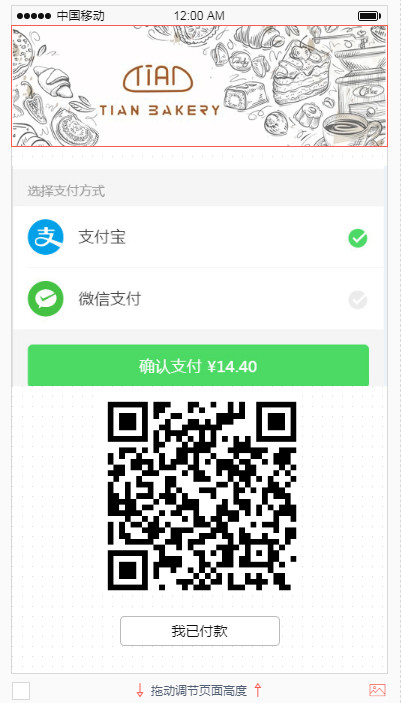 中国移动 12:00 AM
TIAN
TIAN BAKERY
选择支付方式
支
支付宝
微信支付
确认支付 ¥14.40
我已付款
拖动调节页面高度